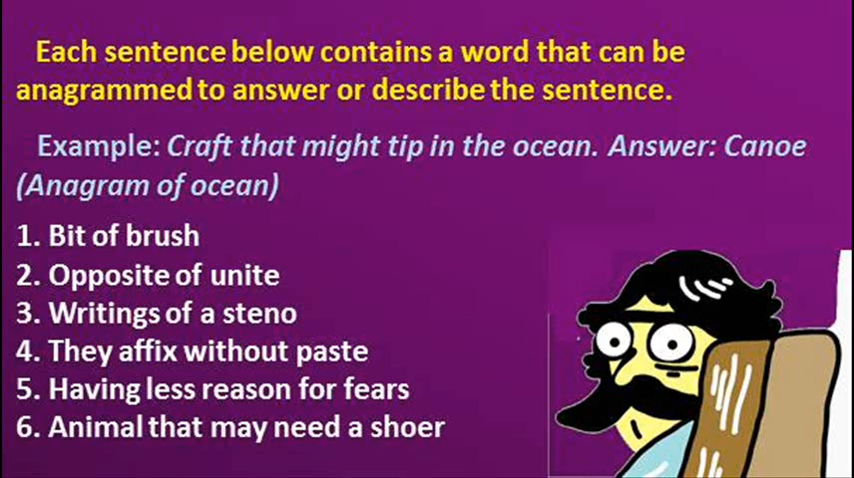 Each sentence below contains a word that can be
anagrammed to answer or describe the sentence.
Example: Craft that might tip in the ocean. Answer: Canoe
(Anagram of ocean)
1. Bit of brush
2. Opposite of unite
3. Writings of a steno
4. They affix without paste
5. Having less reason for fears
6. Animal that may need a shoer